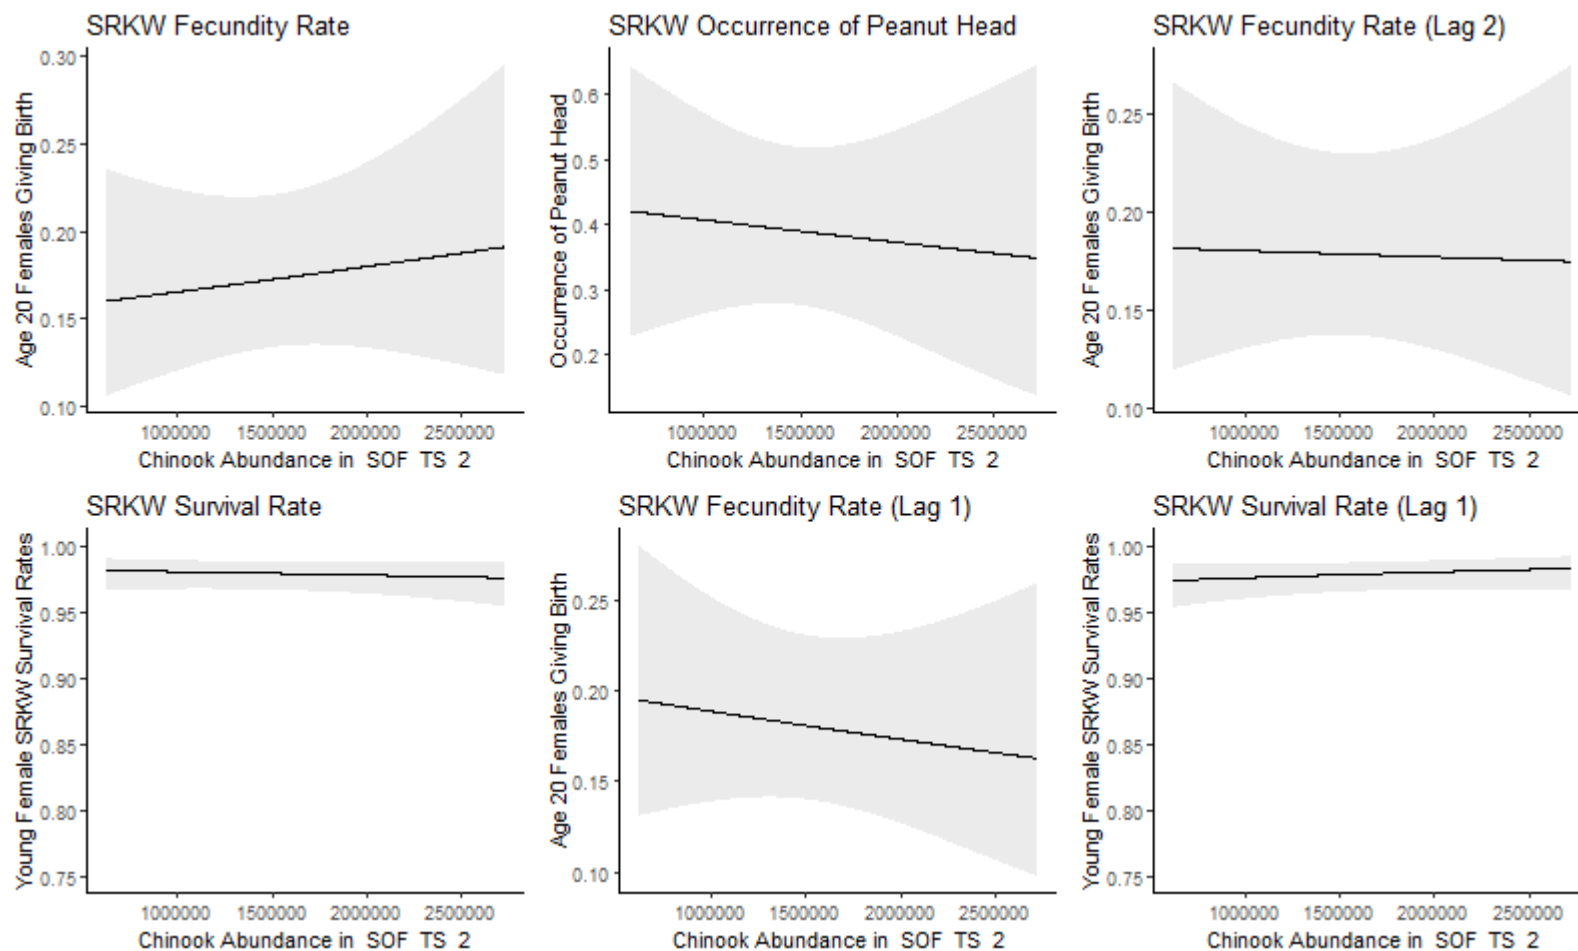 SRKW Fecundity Rate
Age 20 Females Giving Birth
0.30
0.25
0.20
0.15
0.10
1000000 1500000 2000000 2500000
Chinook Abundance in SOF TS 2
SRKW Occurrence of Peanut Head
Occurrence of Peanut Head
0.6
0.5
0.4
0.3
0.2
1000000 1500000 2000000 2500000
Chinook Abundance in SOF TS 2
SRKW Fecundity Rate (Lag 2)
Age 20 Females Giving Birth
0.25
0.20
0.15
0.10
1000000 1500000 2000000 2500000
Chinook Abundance in SOF TS 2
SRKW Survival Rate
Young Female SRKW Survival Rates
1.00
0.95
0.90
0.85
0.80
0.75
1000000 1500000 2000000 2500000
Chinook Abundance in SOF TS 2
SRKW Fecundity Rate (Lag 1)
Age 20 Females Giving Birth
0.25
0.20
0.15
0.10
1000000 1500000 2000000 2500000
Chinook Abundance in SOF TS 2
SRKW Survival Rate (Lag 1)
Young Female SRKW Survival Rates
1.00
0.95
0.90
0.85
0.80
0.75
1000000 1500000 2000000 2500000
Chinook Abundance in SOF TS 2